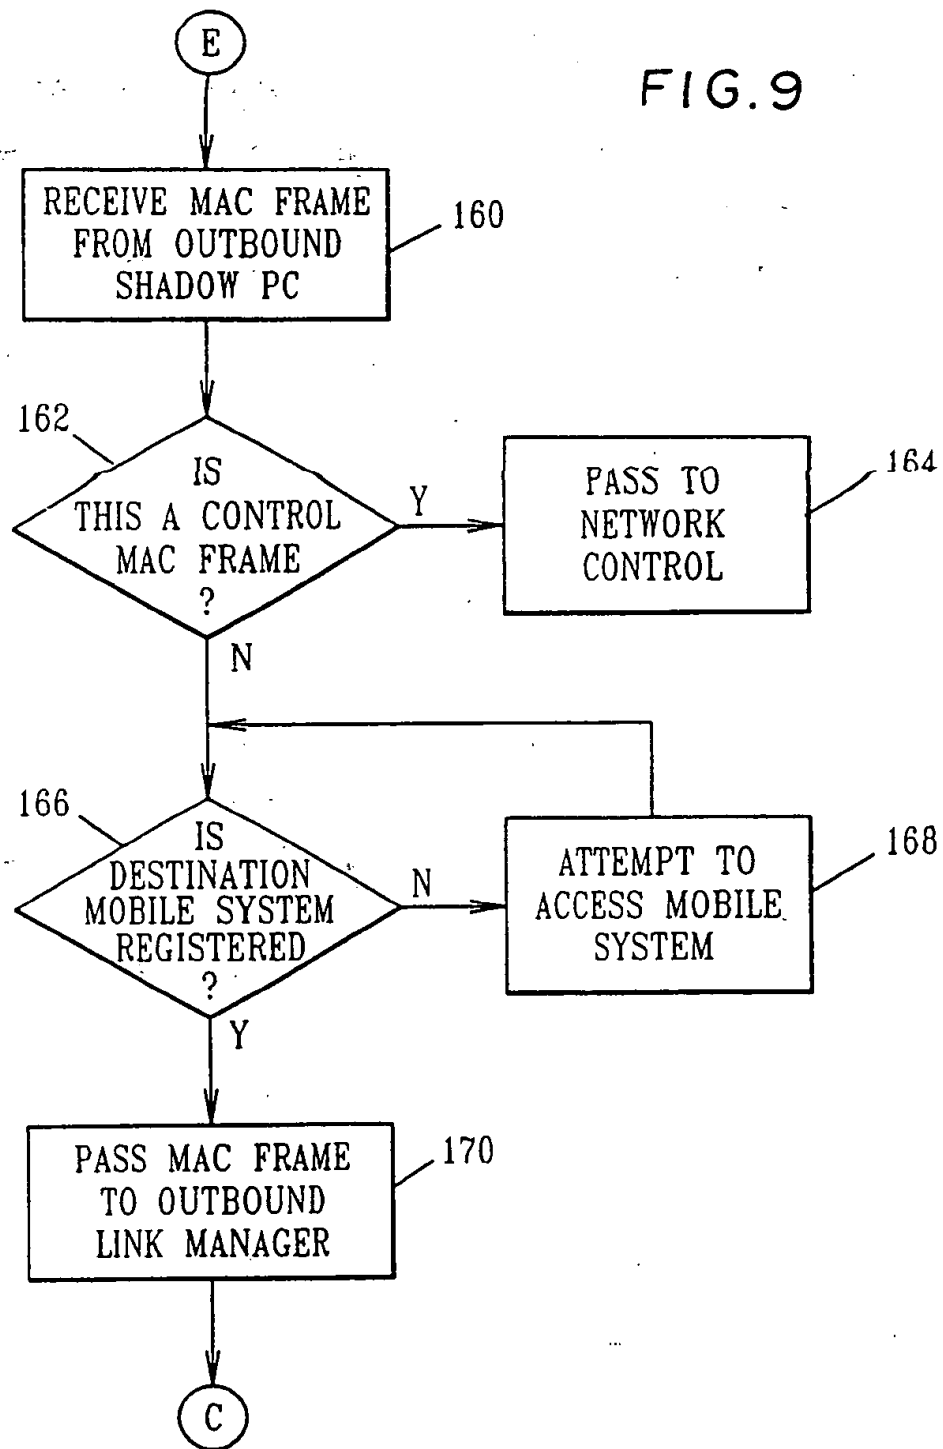 E
FIG. 9
RECEIVE MAC FRAME
FROM OUTBOUND
SHADOW PC
160
162
IS
THIS A CONTROL
MAC FRAME
?
Y
PASS TO
NETWORK
CONTROL
164
N
166
IS
DESTINATION
MOBILE SYSTEM
REGISTERED
?
N
ATTEMPT TO
ACCESS MOBILE
SYSTEM
168
Y
PASS MAC FRAME
TO OUTBOUND
LINK MANAGER
170
C